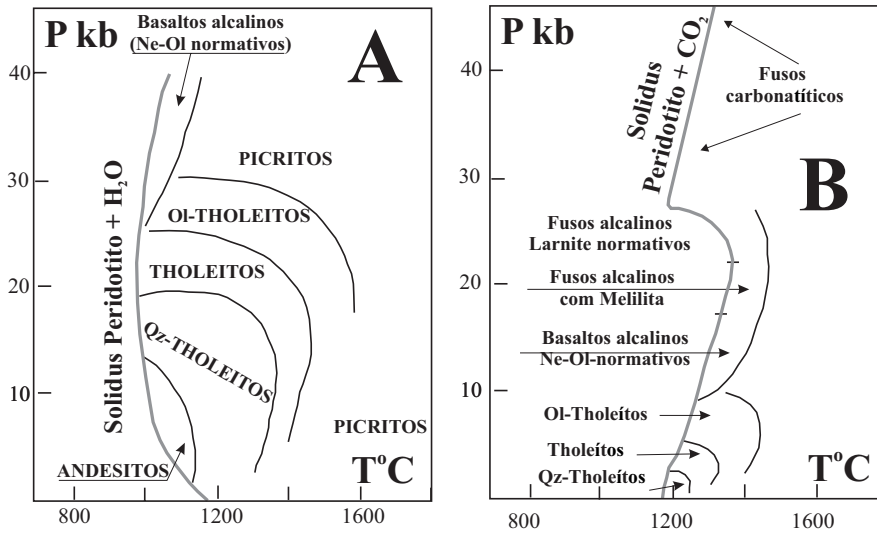 P kb
Basaltos alcalinos
(Ne-Ol normativos)
A
40
30
20
10
Solidus Peridotito + H₂O
PICRITOS
Ol-THOLEITOS
THOLEITOS
Qz-THOLEITOS
PICRITOS
ANDESITOS
T°C
800
1200
1600
P kb
Solidus
Peridotito + CO₂
Fusos
carbonatíticos
B
40
30
20
10
Fusos alcalinos
Larnite normativos
Fusos alcalinos
com Melilita
Basaltos alcalinos
Ne-Ol-normativos
Ol-Tholeítos
Tholeítos
Qz-Tholeítos
T°C
800
1200
1600